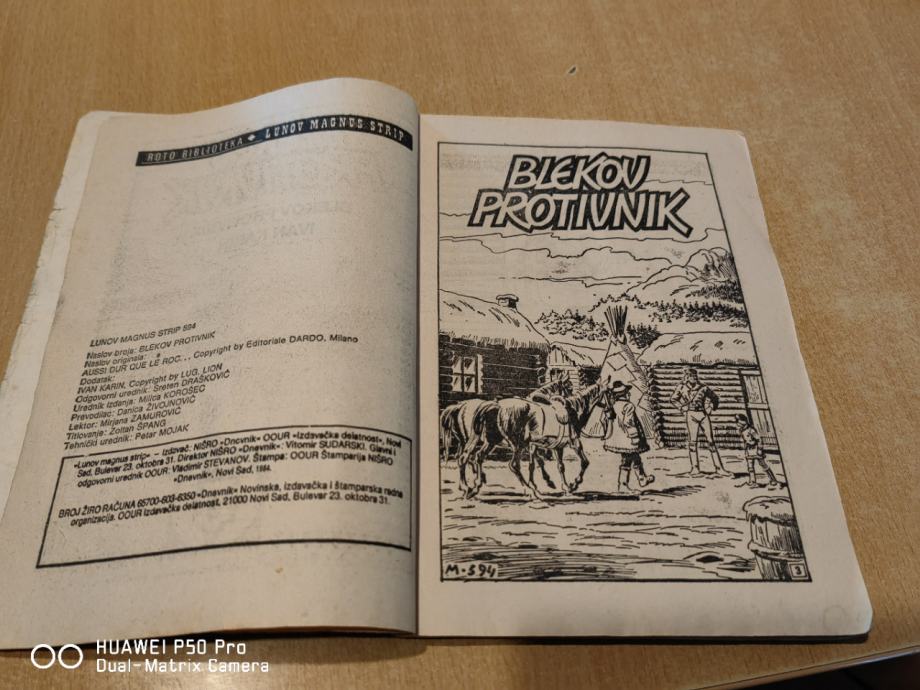 ROTO BIBLIOTEKA ◆ LUNOV MAGNUS STRIP
LUNOV MAGNUS STRIP 594
Naslov broja: BLEKOV PROTIVNIK
Naslov originala:
AUSSI DUR QUE LE ROC... Copyright by Editoriale DARDO, Milano
Dodatak:
IVAN KARIN, Copyright by LUG, LION
Odgovorni urednik: Sreten DRAŠKOVIĆ
Urednik izdanja: Milica KOROŠEC
Prevodilac: Danica ŽIVOJNOVIĆ
Lektor: Mirjana ZAMUROVIĆ
Titlovanje: Zoltan ŠPANG
Tehnički urednik: Petar MOJAK
»Lunov magnus strip« – Izdavač: NIŠRO »Dnevnik« OOUR »Izdavačka delatnost«, Novi
Sad, Bulevar 23. oktobra 31. Direktor NIŠRO »Dnevnik«: Vitomir SUDARSKI. Glavni i
odgovorni urednik OOUR: Vladimir STEVANOV. Štampa: OOUR Štamparija NIŠRO
»Dnevnik«, Novi Sad, 1984.
BROJ ŽIRO RAČUNA 65700-603-6350 »Dnevnik« Novinska, izdavačka i štamparska radna
organizacija. OOUR Izdavačka delatnost, 21000 Novi Sad, Bulevar 23. oktobra 31.
BLEKOV
PROTIVNIK
M-594
3
HUAWEI P50 Pro
Dual-Matrix Camera